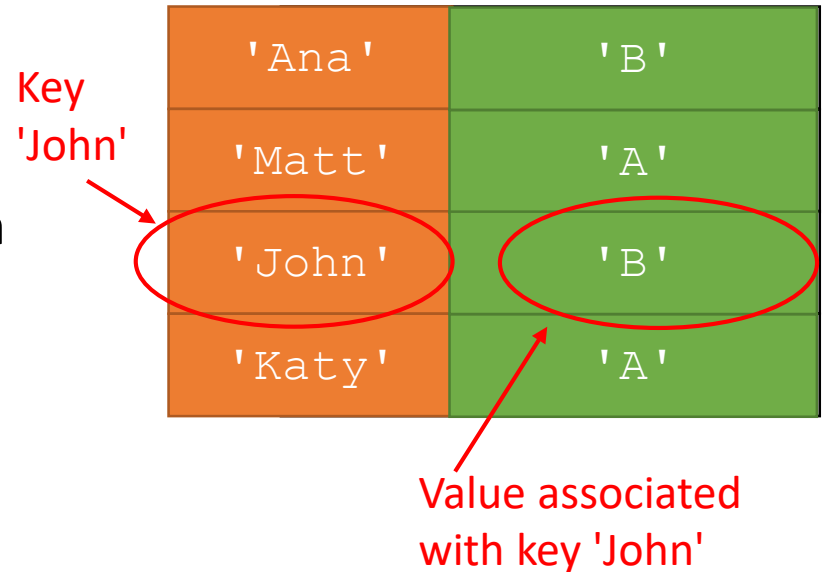 'Ana' 'B'
Key
'John'
'Matt' 'A'
'John' 'B'
'Katy' 'A'
Value associated
with key 'John'